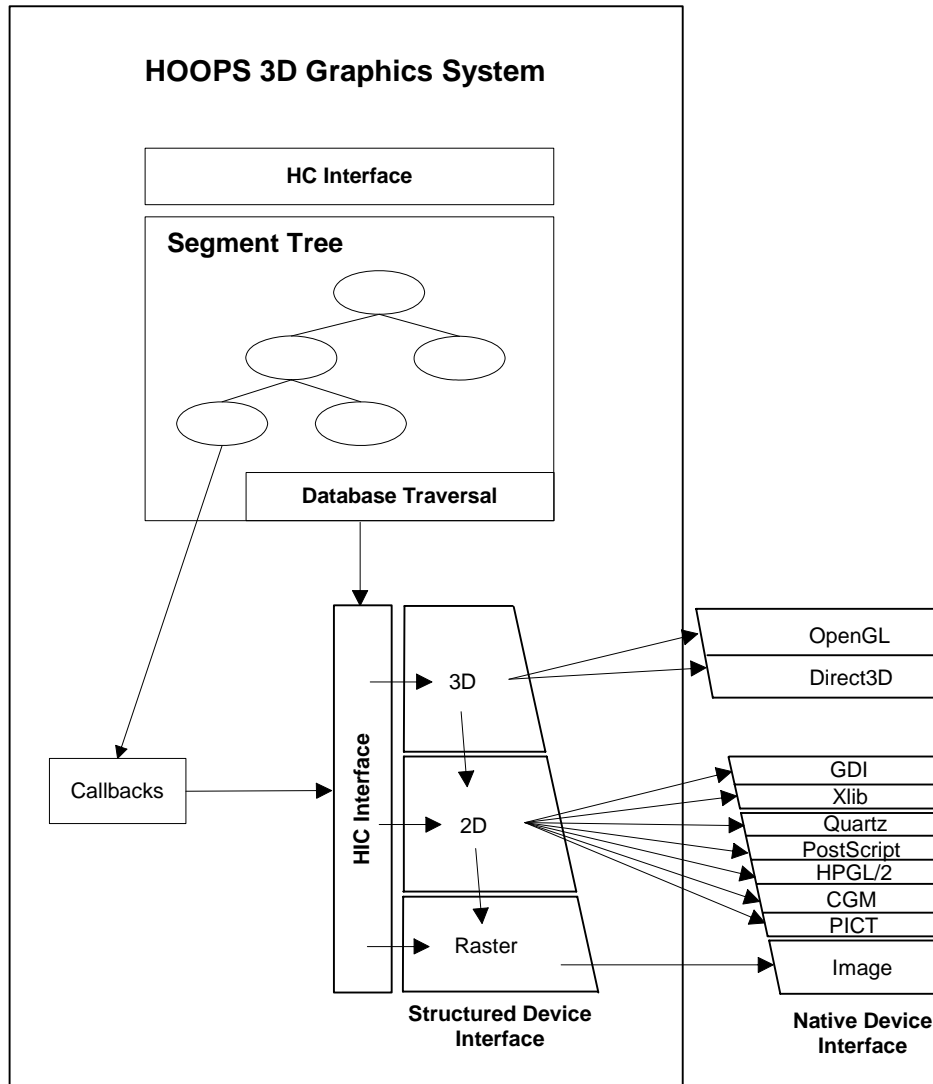 HOOPS 3D Graphics System
HC Interface
Segment Tree
Database Traversal
HIC Interface
3D
2D
Raster
Callbacks
Structured Device
Interface
OpenGL
Direct3D
GDI
Xlib
Quartz
PostScript
HPGL/2
CGM
PICT
Image
Native Device
Interface